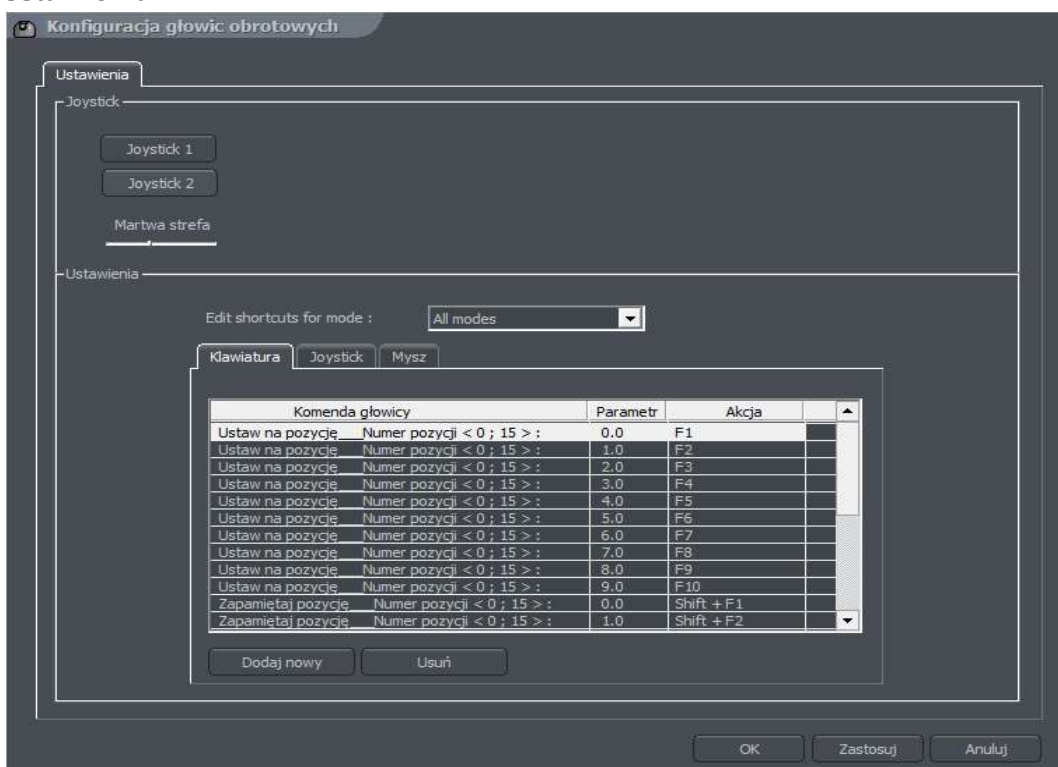 Konfiguracja głowic obrotowych
Ustawienia
Joystick
Joystick 1
Joystick 2
Martwa strefa
Ustawienia
Edit shortcuts for mode : All modes
Klawiatura Joystick Mysz
Komenda głowicy Parametr Akcja
Ustaw na pozycję___Numer pozycji < 0 ; 15 > : 0.0 F1
Ustaw na pozycję___Numer pozycji < 0 ; 15 > : 1.0 F2
Ustaw na pozycję___Numer pozycji < 0 ; 15 > : 2.0 F3
Ustaw na pozycję___Numer pozycji < 0 ; 15 > : 3.0 F4
Ustaw na pozycję___Numer pozycji < 0 ; 15 > : 4.0 F5
Ustaw na pozycję___Numer pozycji < 0 ; 15 > : 5.0 F6
Ustaw na pozycję___Numer pozycji < 0 ; 15 > : 6.0 F7
Ustaw na pozycję___Numer pozycji < 0 ; 15 > : 7.0 F8
Ustaw na pozycję___Numer pozycji < 0 ; 15 > : 8.0 F9
Ustaw na pozycję___Numer pozycji < 0 ; 15 > : 9.0 F10
Zapamiętaj pozycję___Numer pozycji < 0 ; 15 > : 0.0 Shift + F1
Zapamiętaj pozycję___Numer pozycji < 0 ; 15 > : 1.0 Shift + F2
Dodaj nowy Usuń
OK Zastosuj Anuluj